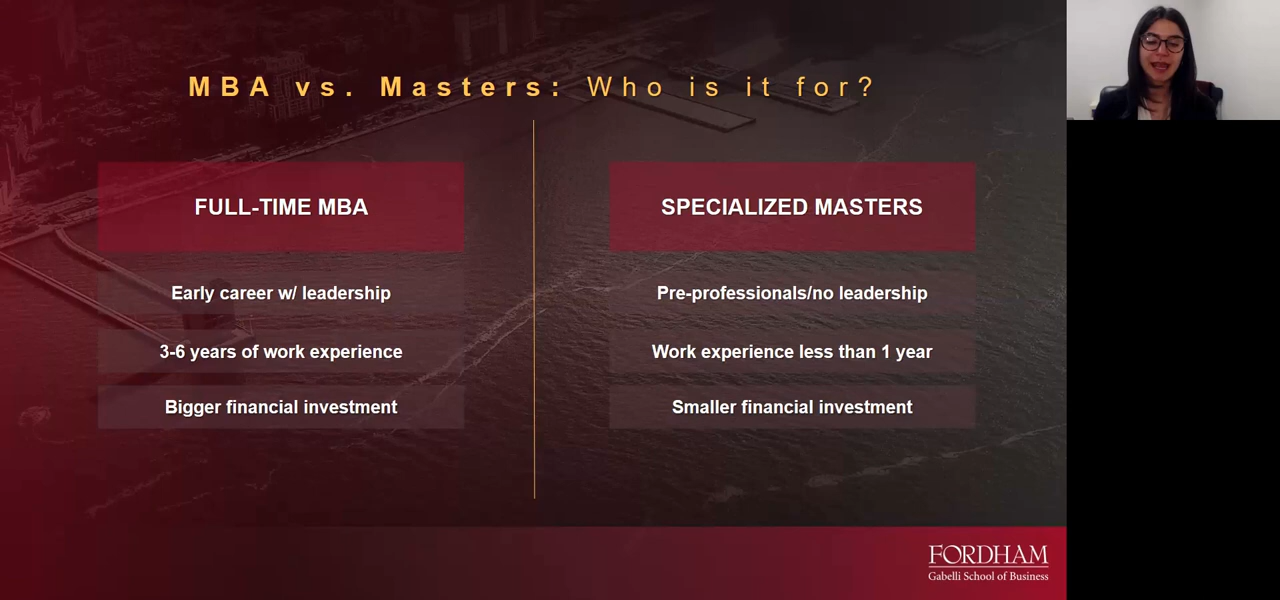 MBA vs. Masters: Who is it for?
FULL-TIME MBA
Early career w/ leadership
3-6 years of work experience
Bigger financial investment
SPECIALIZED MASTERS
Pre-professionals/no leadership
Work experience less than 1 year
Smaller financial investment
FORDHAM
Gabelli School of Business